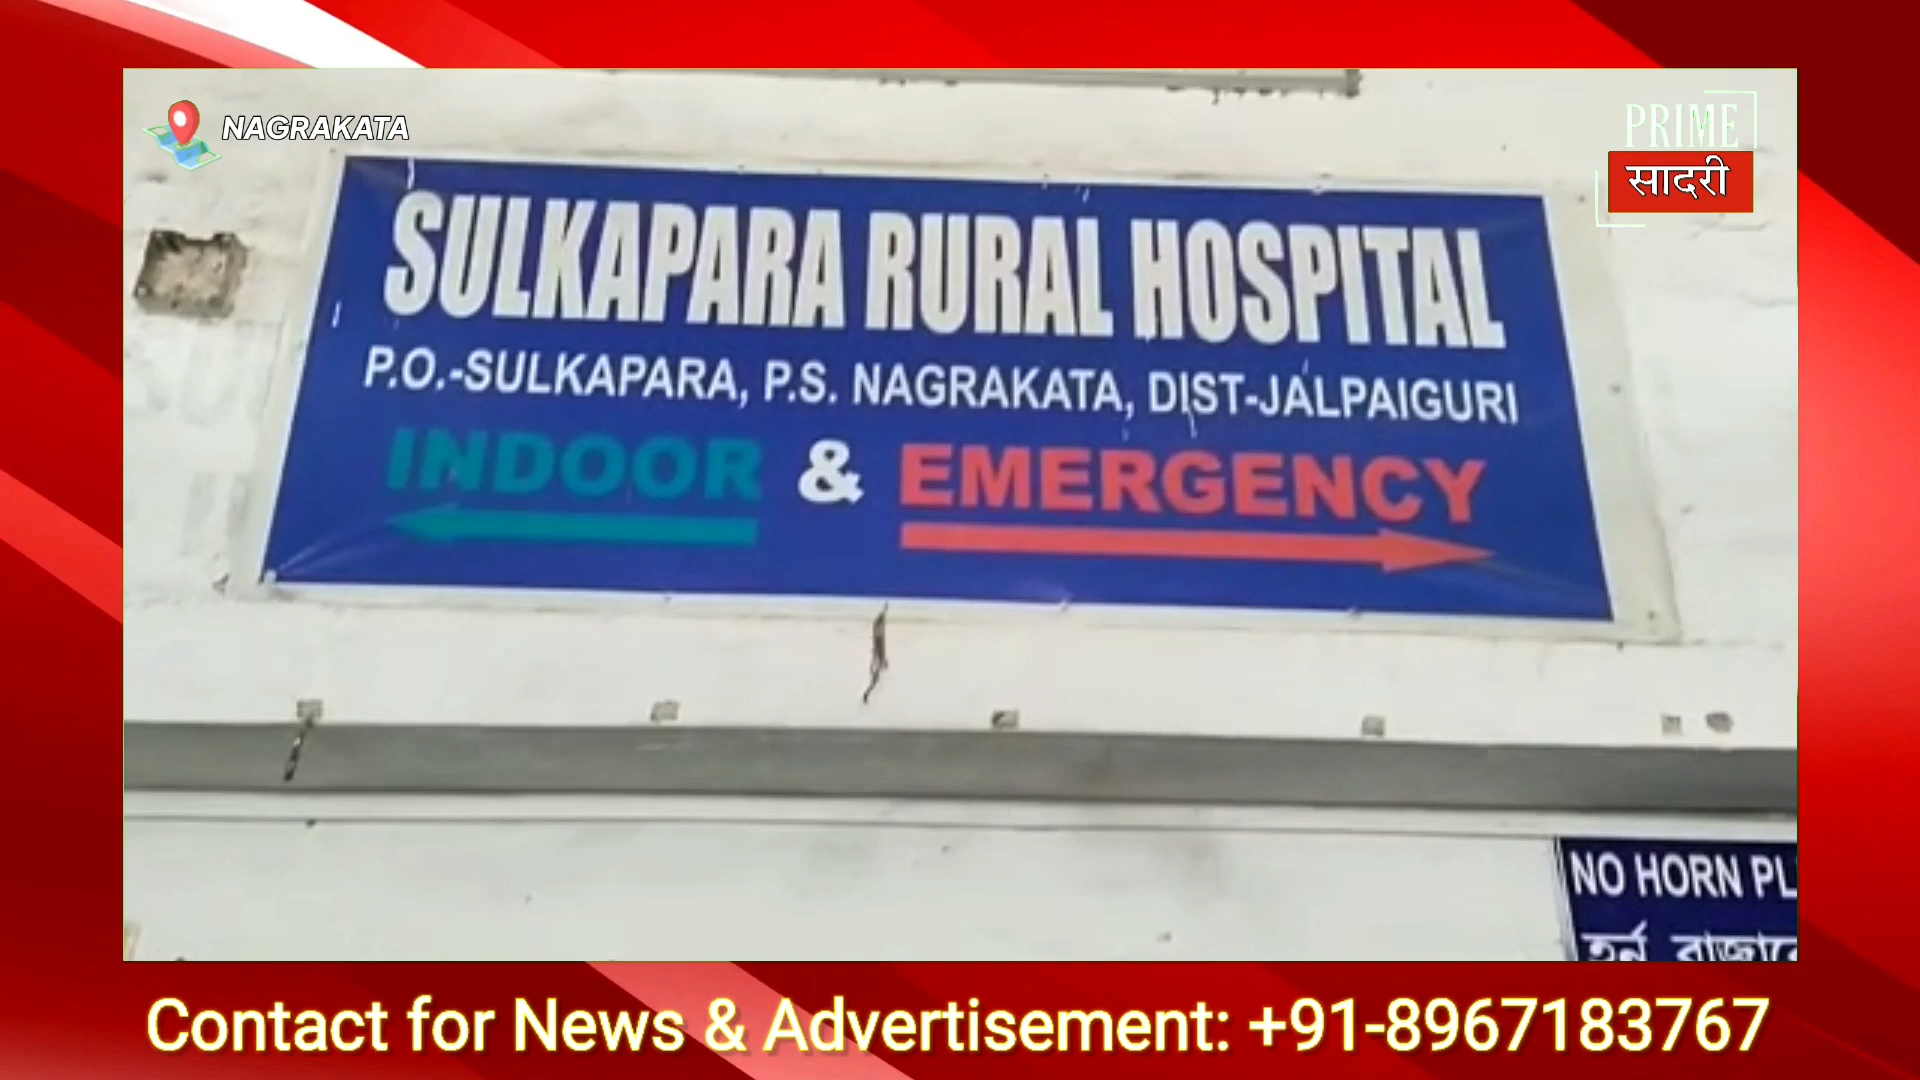 NAGRAKATA
PRIME
सादरी
SULKAPARA RURAL HOSPITAL
P.O.-SULKAPARA, P.S. NAGRAKATA, DIST-JALPAIGURI
INDOOR & EMERGENCY
NO HORN
হর্ন
Contact for News & Advertisement: +91-8967183767